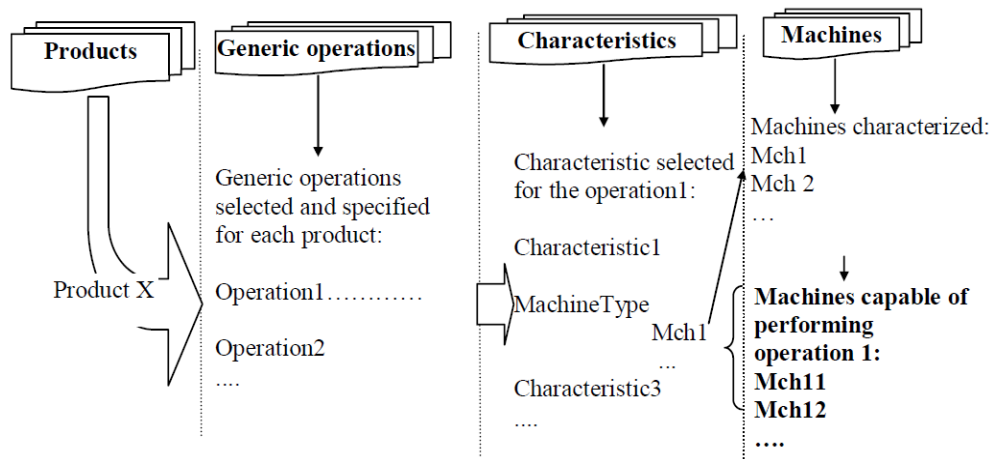 Products
Generic operations
Characteristics
Machines
Product X
Generic operations
selected and specified
for each product:
Operation1…………
Operation2
….
Characteristic selected
for the operation1:
Characteristic1
MachineType
Mch1
...
Characteristic3
….
Machines characterized:
Mch1
Mch 2
…
Machines capable of
performing
operation 1:
Mch11
Mch12
….